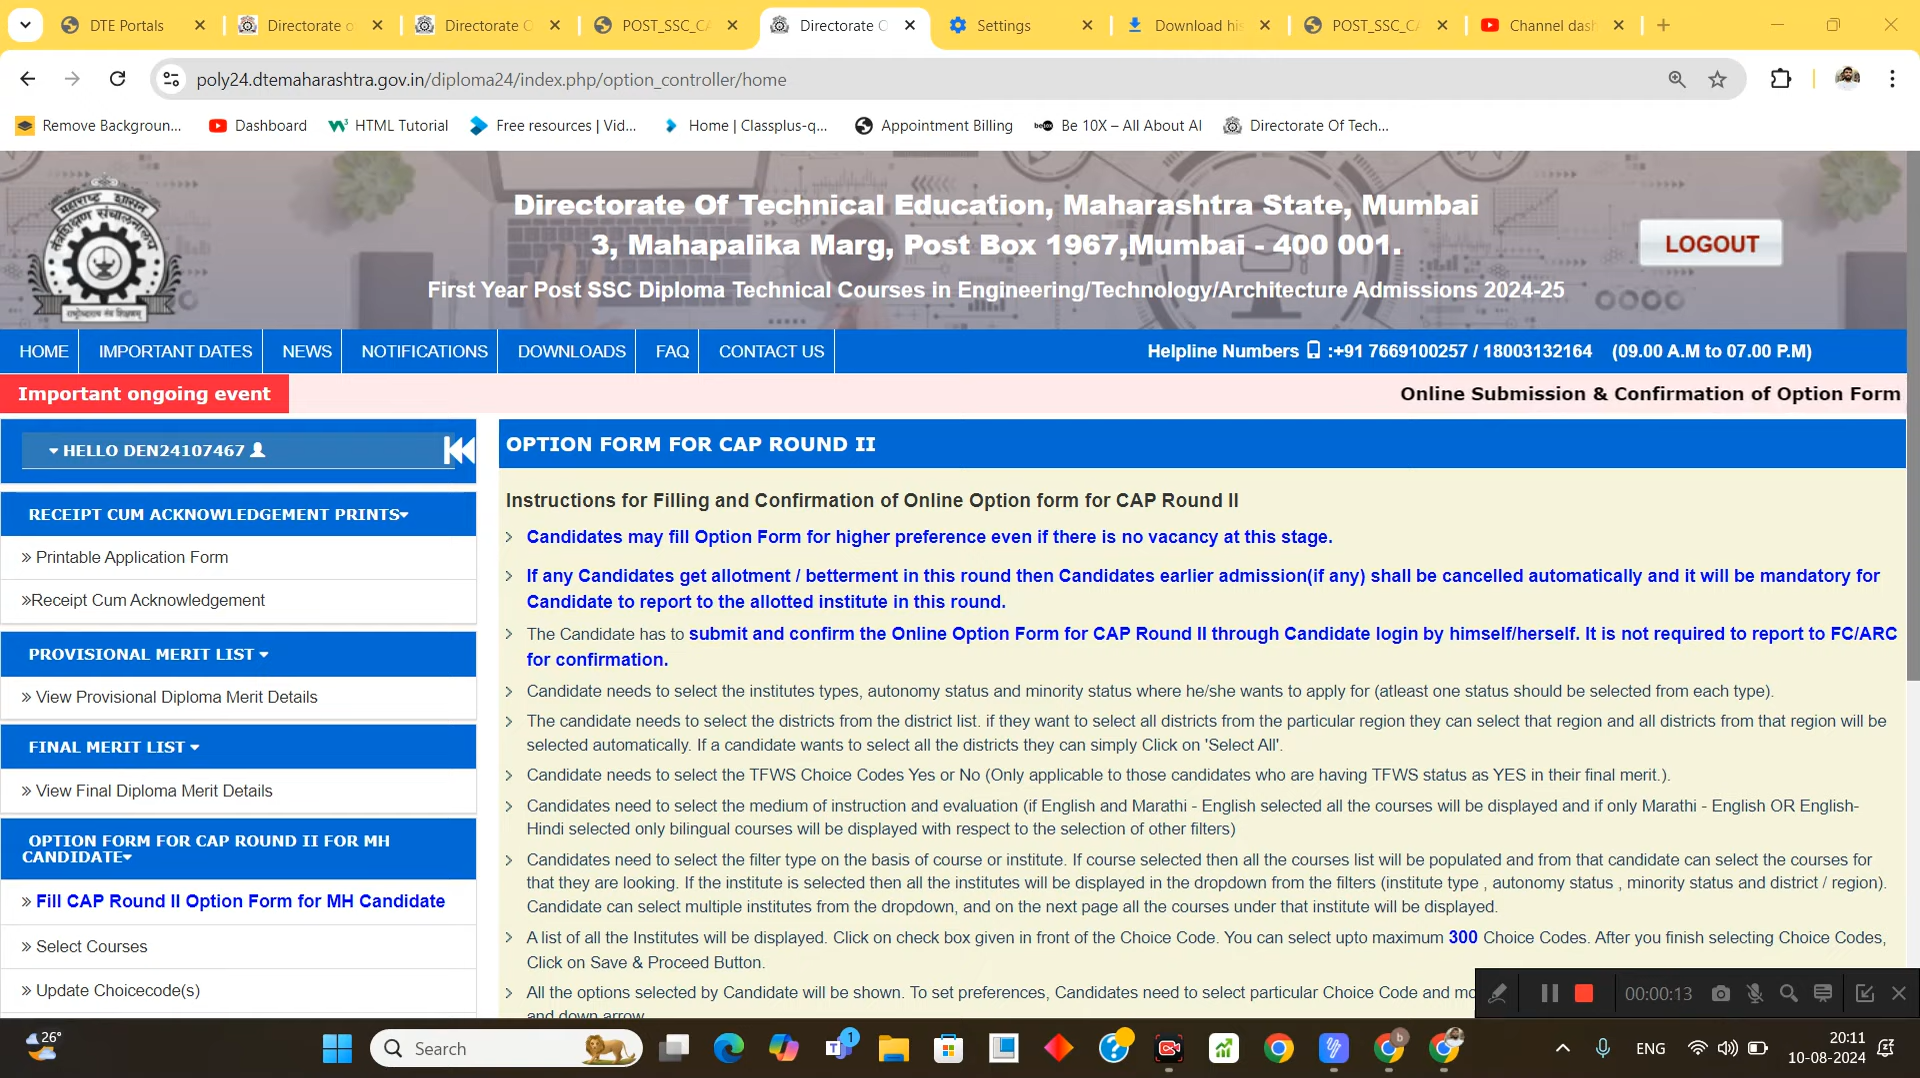 DTE Portals
Directorate o
Directorate O
POST_SSC_CA
Directorate O
Settings
Download his
POST_SSC_CA
Channel dash
poly24.dtemaharashtra.gov.in/diploma24/index.php/option_controller/home
Remove Backgroun...
Dashboard
HTML Tutorial
Free resources | Vid...
Home | Classplus-q...
Appointment Billing
Be 10X – All About AI
Directorate Of Tech...
Directorate Of Technical Education, Maharashtra State, Mumbai
3, Mahapalika Marg, Post Box 1967,Mumbai - 400 001.
First Year Post SSC Diploma Technical Courses in Engineering/Technology/Architecture Admissions 2024-25
LOGOUT
HOME
IMPORTANT DATES
NEWS
NOTIFICATIONS
DOWNLOADS
FAQ
CONTACT US
Helpline Numbers :+91 7669100257 / 18003132164 (09.00 A.M to 07.00 P.M)
Important ongoing event
Online Submission & Confirmation of Option Form
HELLO DEN24107467
RECEIPT CUM ACKNOWLEDGEMENT PRINTS
» Printable Application Form
»Receipt Cum Acknowledgement
PROVISIONAL MERIT LIST
» View Provisional Diploma Merit Details
FINAL MERIT LIST
» View Final Diploma Merit Details
OPTION FORM FOR CAP ROUND II FOR MH
CANDIDATE
» Fill CAP Round II Option Form for MH Candidate
» Select Courses
» Update Choicecode(s)
OPTION FORM FOR CAP ROUND II
Instructions for Filling and Confirmation of Online Option form for CAP Round II
Candidates may fill Option Form for higher preference even if there is no vacancy at this stage.
If any Candidates get allotment / betterment in this round then Candidates earlier admission(if any) shall be cancelled automatically and it will be mandatory for
Candidate to report to the allotted institute in this round.
The Candidate has to submit and confirm the Online Option Form for CAP Round II through Candidate login by himself/herself. It is not required to report to FC/ARC
for confirmation.
Candidate needs to select the institutes types, autonomy status and minority status where he/she wants to apply for (atleast one status should be selected from each type).
The candidate needs to select the districts from the district list. if they want to select all districts from the particular region they can select that region and all districts from that region will be
selected automatically. If a candidate wants to select all the districts they can simply Click on 'Select All'.
Candidate needs to select the TFWS Choice Codes Yes or No (Only applicable to those candidates who are having TFWS status as YES in their final merit.).
Candidates need to select the medium of instruction and evaluation (if English and Marathi - English selected all the courses will be displayed and if only Marathi - English OR English-
Hindi selected only bilingual courses will be displayed with respect to the selection of other filters)
Candidates need to select the filter type on the basis of course or institute. If course selected then all the courses list will be populated and from that candidate can select the courses for
that they are looking. If the institute is selected then all the institutes will be displayed in the dropdown from the filters (institute type , autonomy status , minority status and district / region).
Candidate can select multiple institutes from the dropdown, and on the next page all the courses under that institute will be displayed.
A list of all the Institutes will be displayed. Click on check box given in front of the Choice Code. You can select upto maximum 300 Choice Codes. After you finish selecting Choice Codes,
Click on Save & Proceed Button.
All the options selected by Candidate will be shown. To set preferences, Candidates need to select particular Choice Code and mo
and down arrow
00:00:13
26°
Search
1
ENG
20:11
10-08-2024